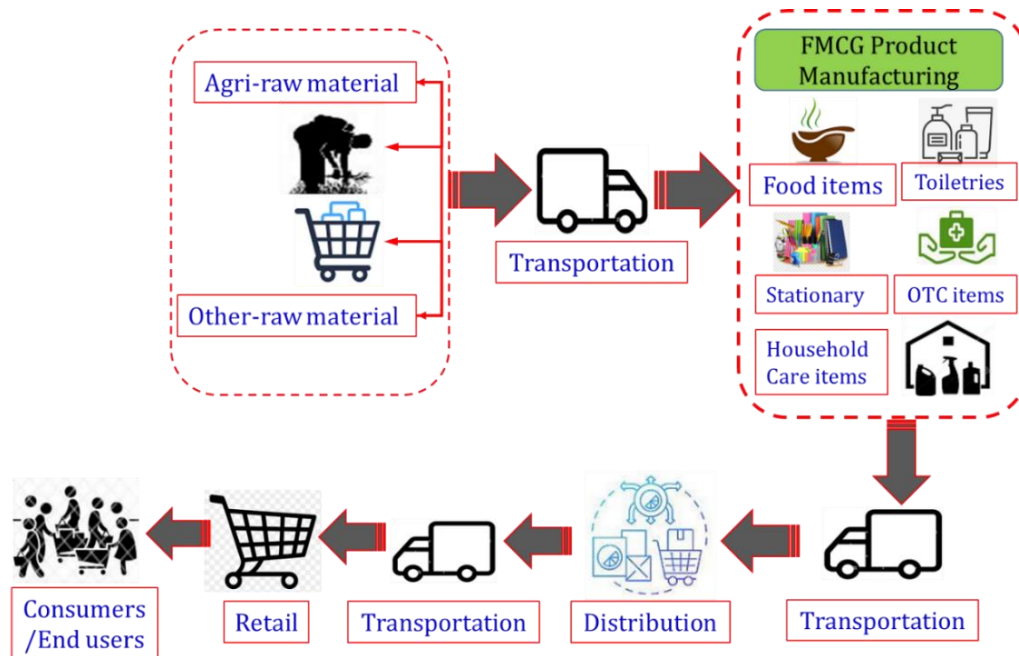 Agri-raw material
Other-raw material
Transportation
FMCG Product
Manufacturing
Food items
Toiletries
Stationary
OTC items
Household
Care items
Transportation
Distribution
Transportation
Retail
Consumers
/End users